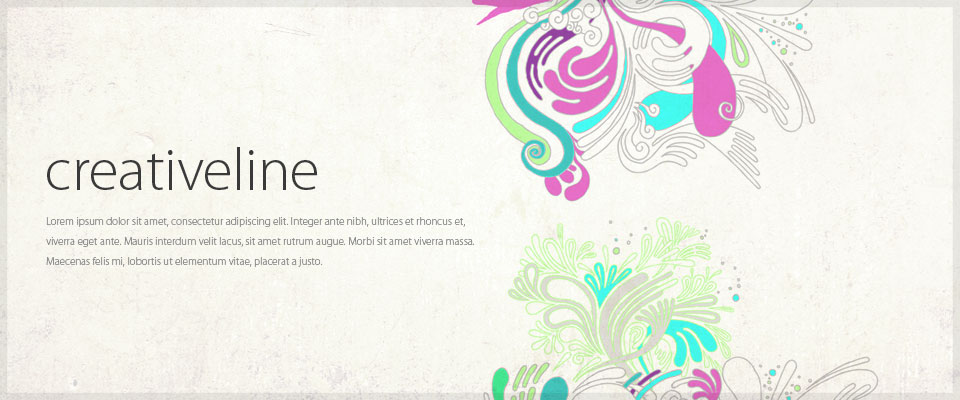 creativeline
Lorem ipsum dolor sit amet, consectetur adipiscing elit. Integer ante nibh, ultrices et rhoncus et,
viverra eget ante. Mauris interdum velit lacus, sit amet rutrum augue. Morbi sit amet viverra massa.
Maecenas felis mi, lobortis ut elementum vitae, placerat a justo.